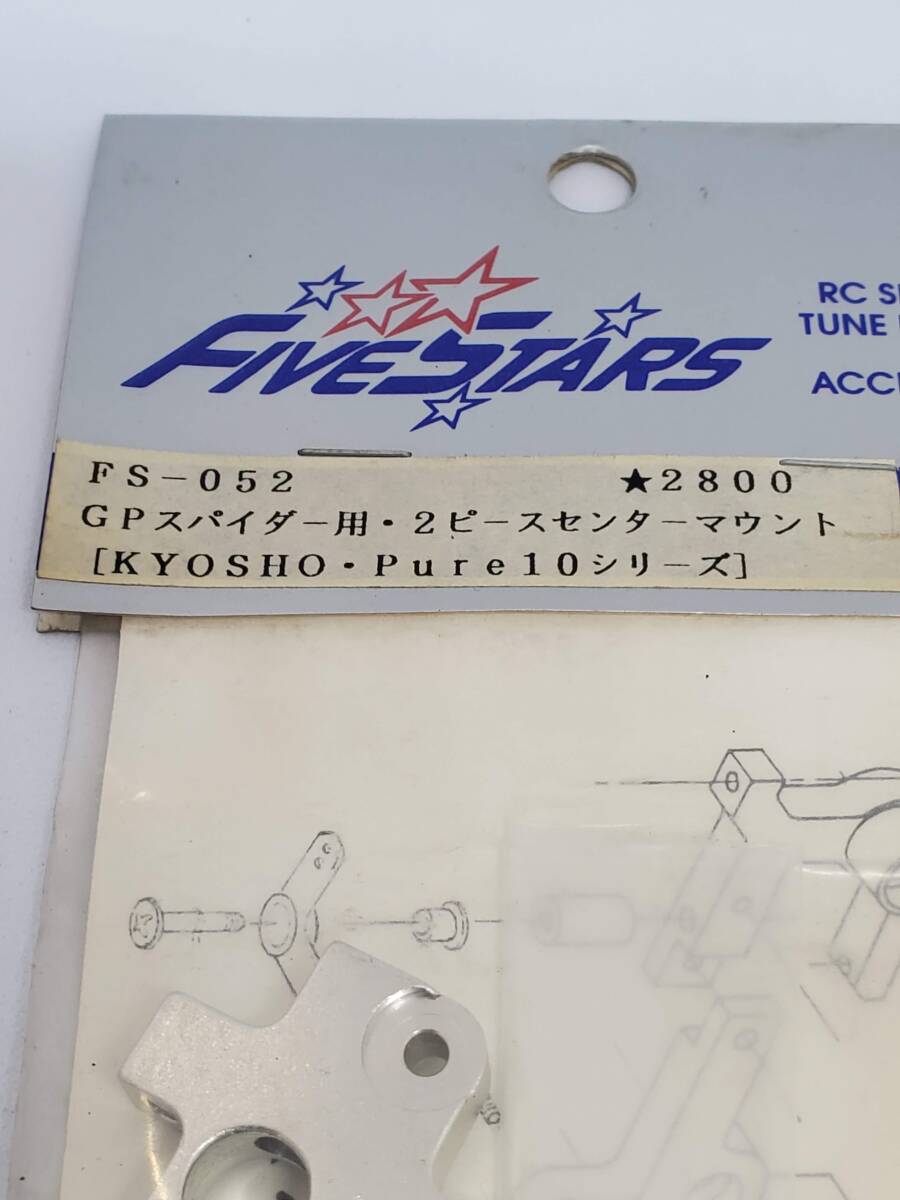 FIVESTARS
RC
TUNE
FS-052 ★2800
GPスパイダー用・2ピースセンターマウント
[KYOSHO・Pure10シリーズ]